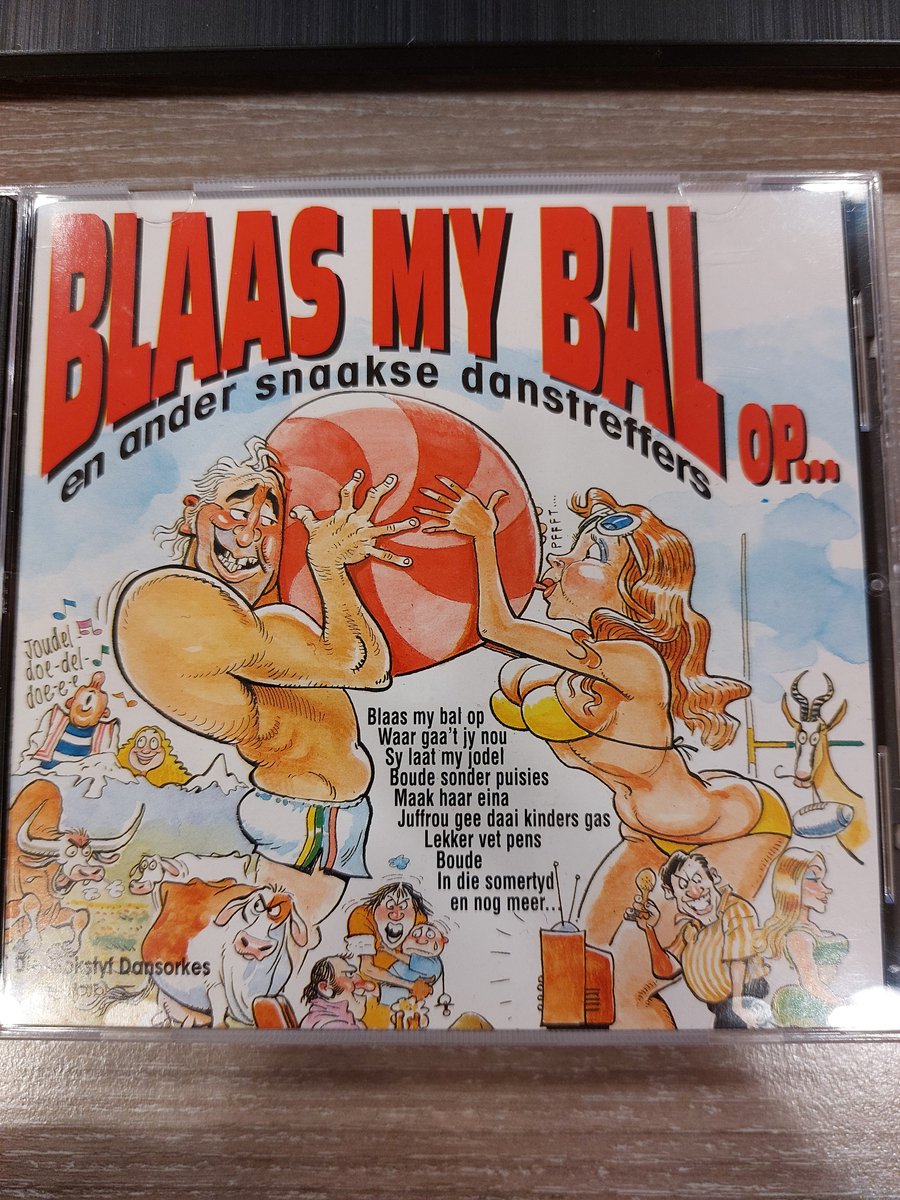 BLAAS MY BAL OP...
en ander snaakse danstreffers
PFFFFT....
Joudel
doe-del
doe-e-e
Blaas my bal op
Waar gaa't jy nou
Sy laat my jodel
Boude sonder puisies
Maak haar eina
Juffrou gee daai kinders gas
Lekker vet pens
Boude
In die somertyd
en nog meer...
Dansorkes